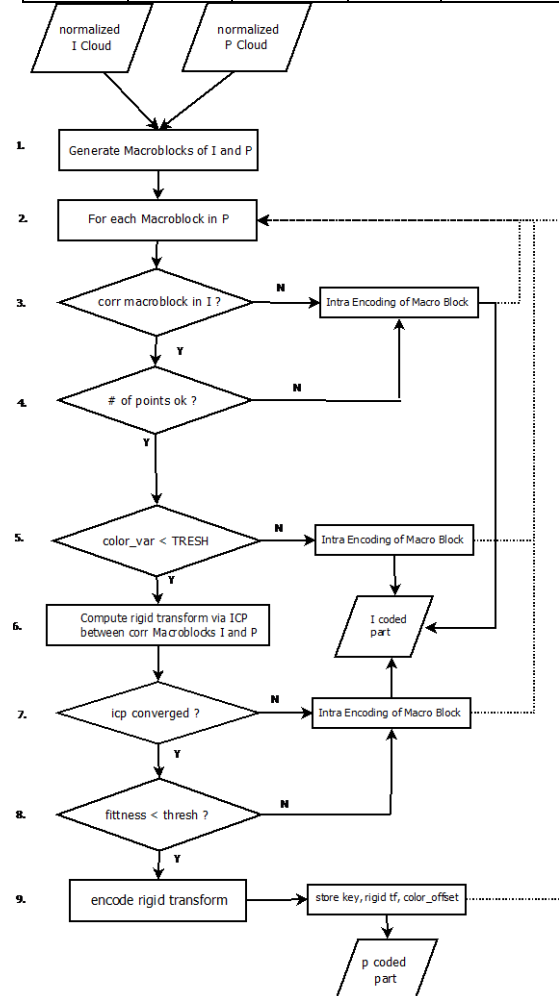 normalized
I Cloud
normalized
P Cloud
1.
Generate Macroblocks of I and P
2.
For each Macroblock in P
3.
corr macroblock in I ?
N
Intra Encoding of Macro Block
Y
4.
# of points ok ?
N
Y
5.
color_var < TRESH
N
Intra Encoding of Macro Block
Y
6.
Compute rigid transform via ICP
between corr Macroblocks I and P
I coded
part
7.
icp converged ?
N
Intra Encoding of Macro Block
Y
8.
fittness < thresh ?
N
Y
9.
encode rigid transform
store key, rigid tf, color_offset
p coded
part